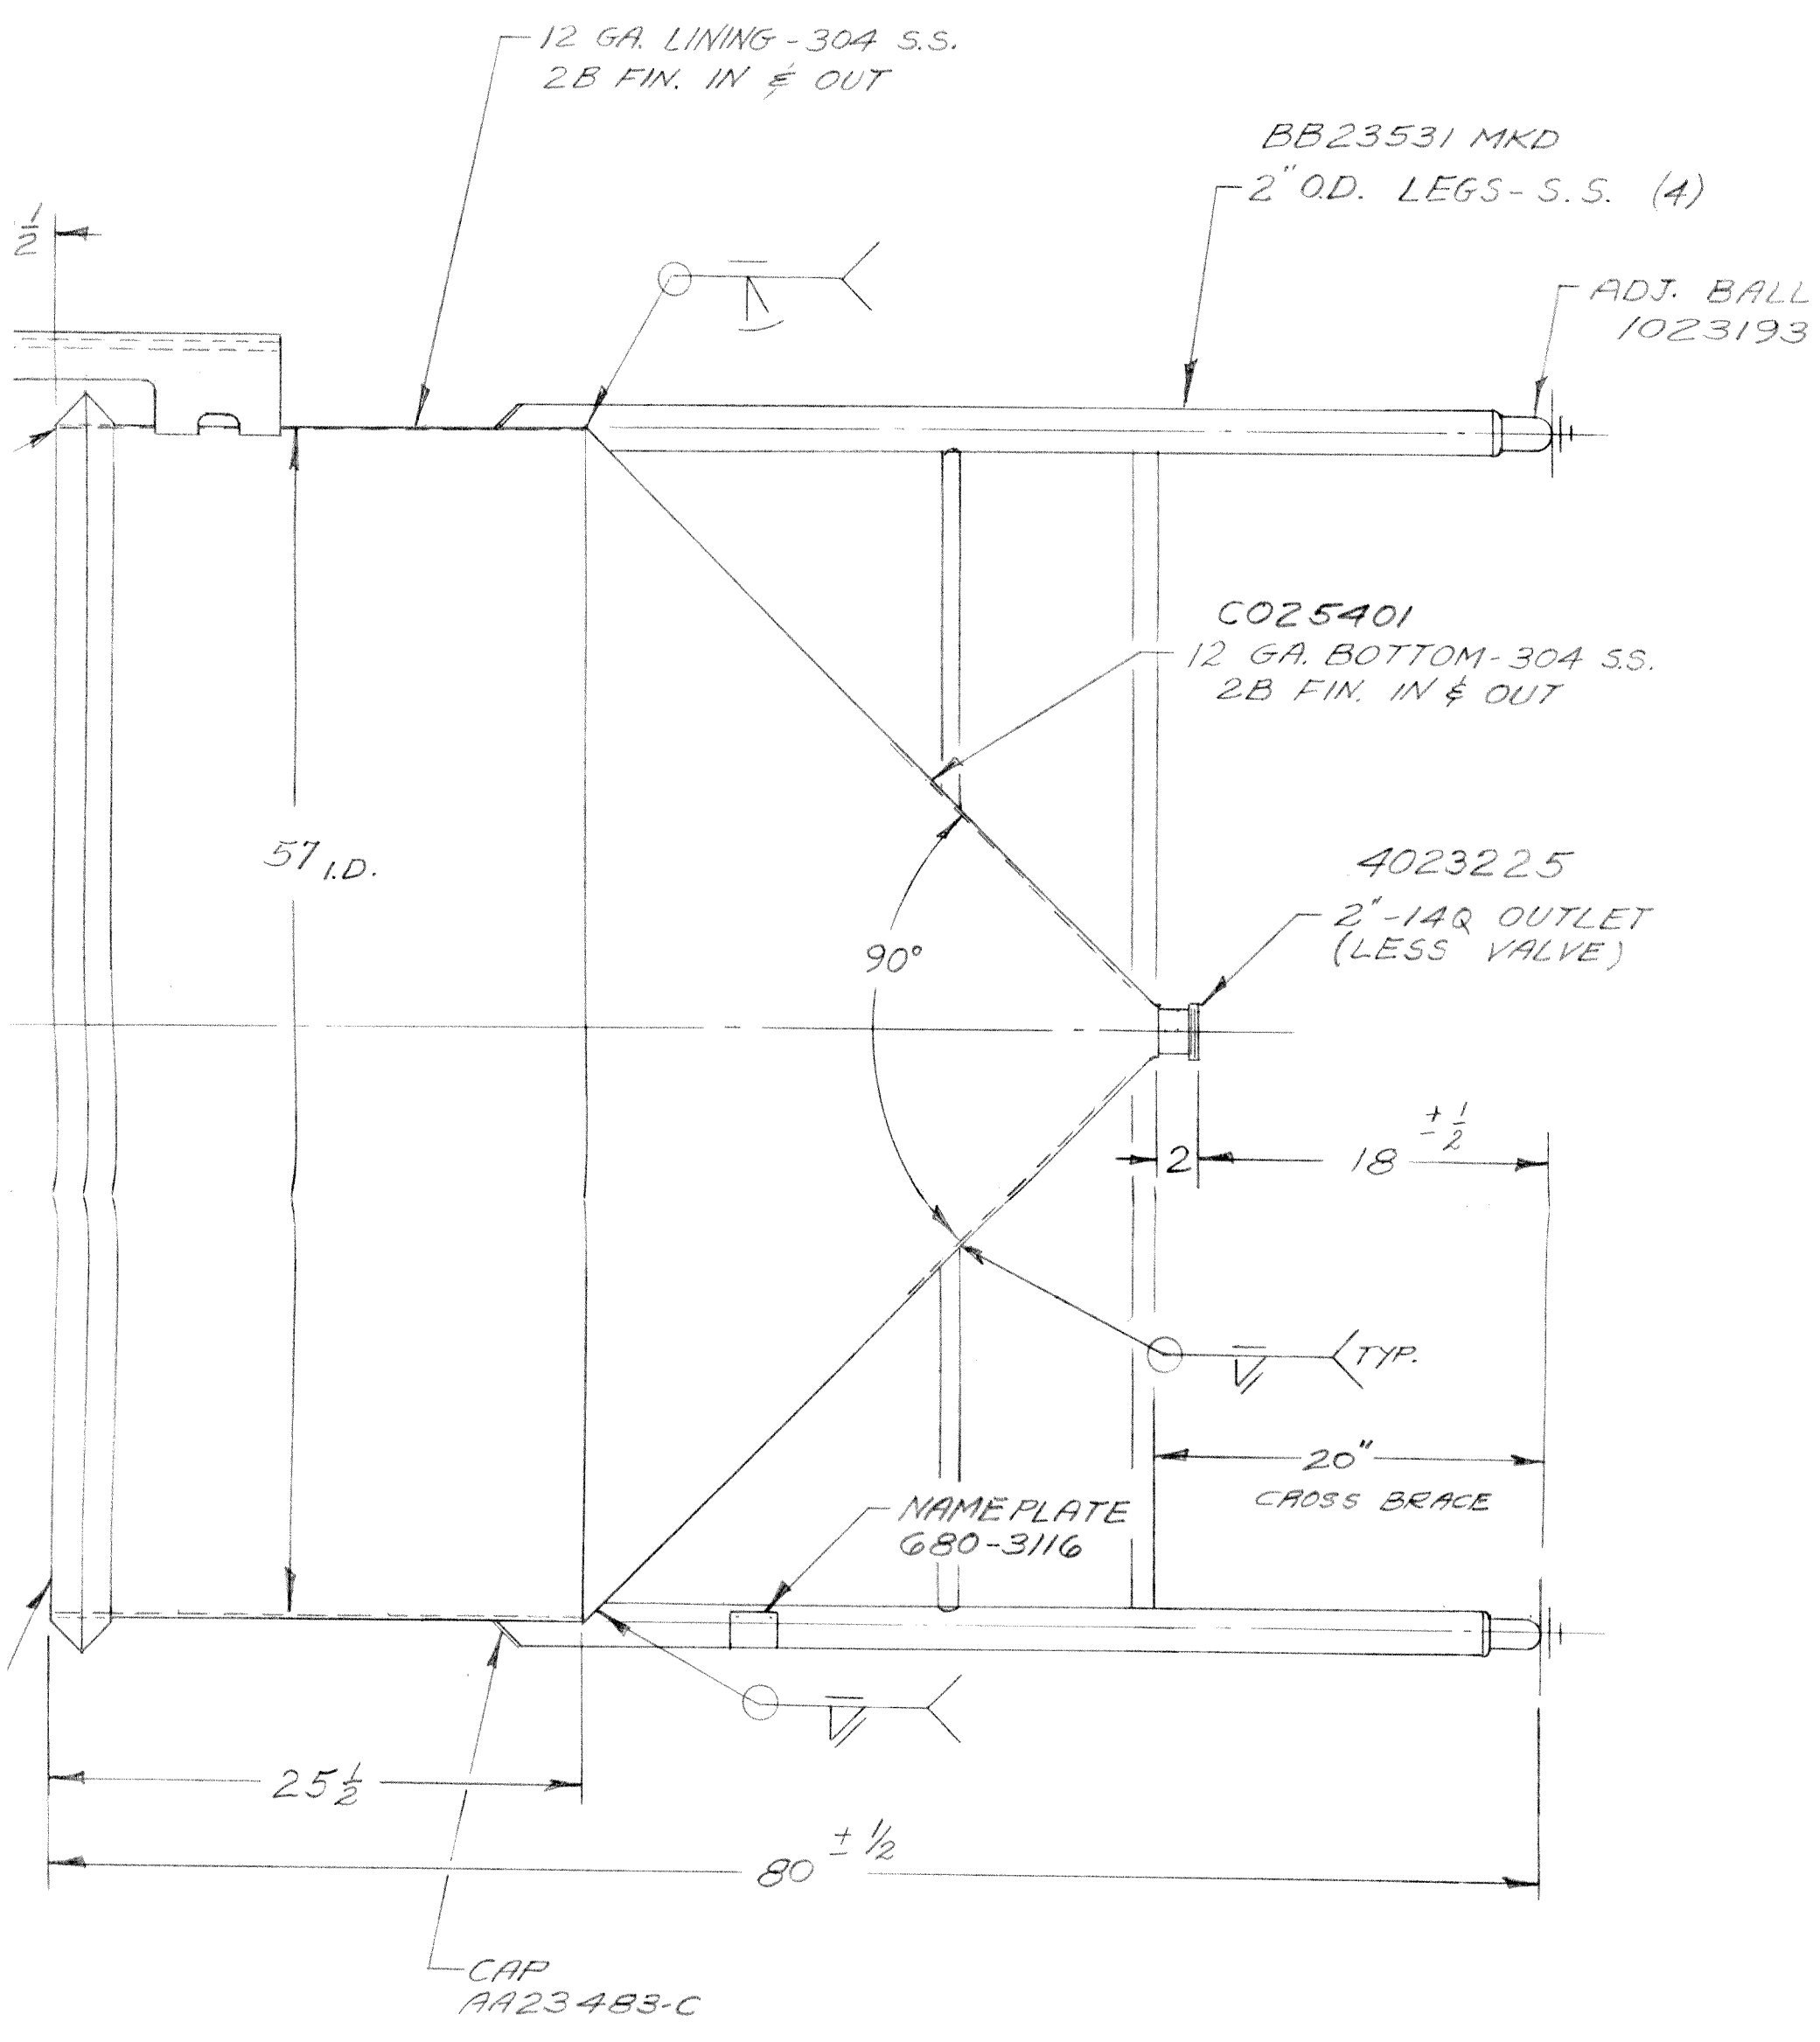 12 GA. LINING-304 S.S.
2B FIN. IN & OUT
BB23531 MKD
2" O.D. LEGS-S.S. (4)
1/2
ADJ. BALL
1023193
CO25401
12 GA. BOTTOM-304 S.S.
2B FIN. IN & OUT
57 I.D.
4023225
2"-14Q OUTLET
(LESS VALVE)
90°
2
18 ± 1/2
TYP.
20"
CROSS BRACE
NAMEPLATE
680-3116
25 1/2
80 ± 1/2
CAP
AA23483-C